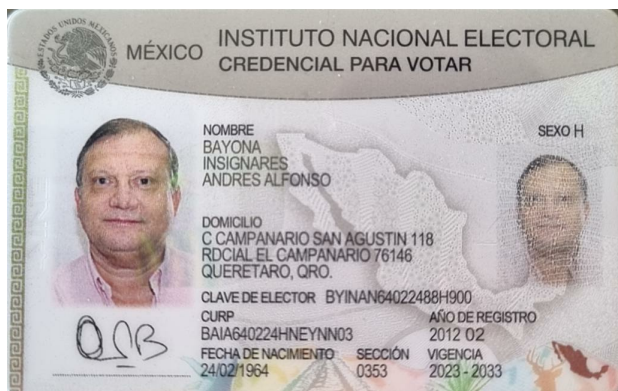 ESTADOS UNIDOS MEXICANOS
MÉXICO
INSTITUTO NACIONAL ELECTORAL
CREDENCIAL PARA VOTAR
NOMBRE
BAYONA
INSIGNARES
ANDRES ALFONSO
SEXO H
DOMICILIO
C CAMPANARIO SAN AGUSTIN 118
RDCIAL EL CAMPANARIO 76146
QUERETARO, QRO.
CLAVE DE ELECTOR BYINAN64022488H900
CURP
BAIA640224HNEYNN03
AÑO DE REGISTRO
2012 02
FECHA DE NACIMIENTO
24/02/1964
SECCIÓN
0353
VIGENCIA
2023 - 2033